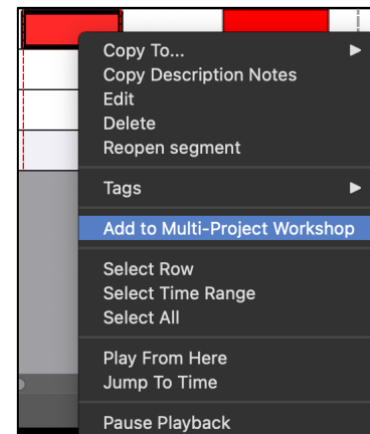 Copy To...
Copy Description Notes
Edit
Delete
Reopen segment
Tags
Add to Multi-Project Workshop
Select Row
Select Time Range
Select All
Play From Here
Jump To Time
Pause Playback